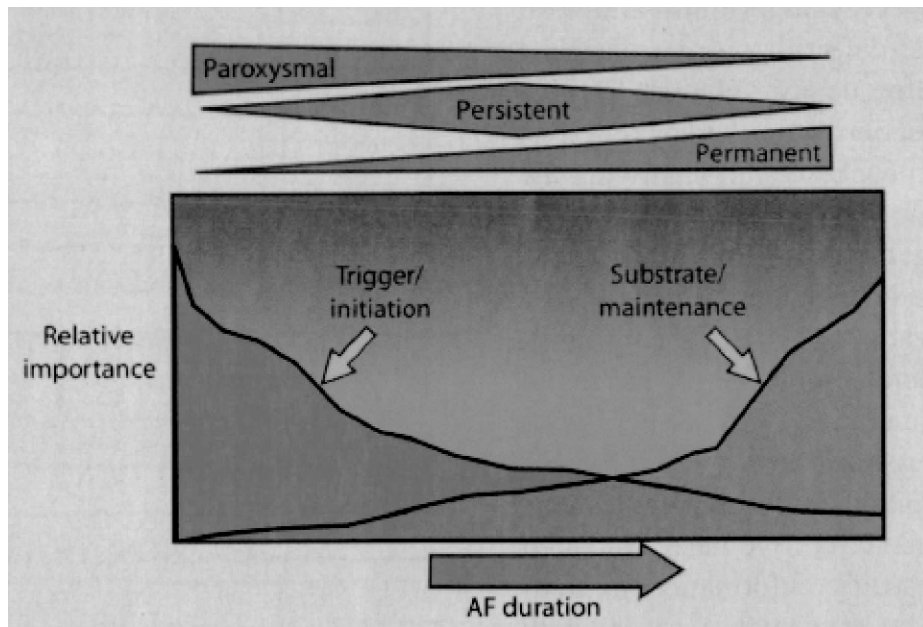 Paroxysmal
Persistent
Permanent
Trigger/
initiation
Substrate/
maintenance
Relative
importance
AF duration